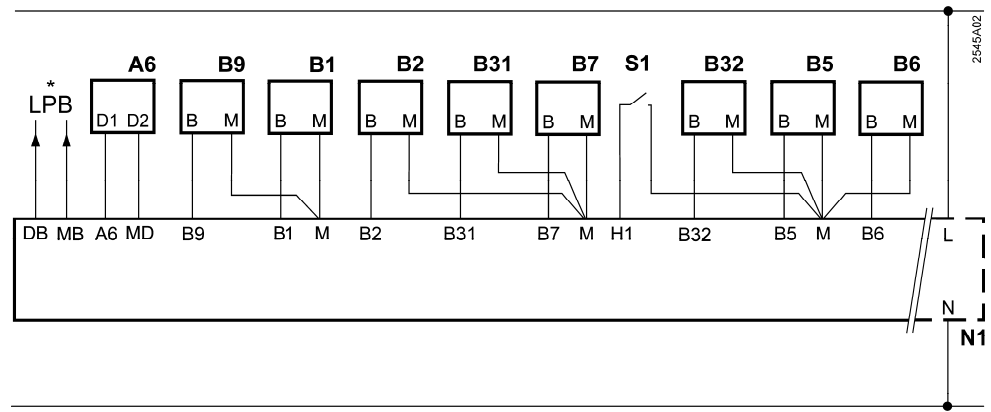 2545A02
A6 B9 B1 B2 B31 B7 S1 B32 B5 B6
*
LPB
D1 D2 B M B M B M B M B M B M B M B M
DB MB A6 MD B9 B1 M B2 B31 B7 M H1 B32 B5 M B6 L
N
N1